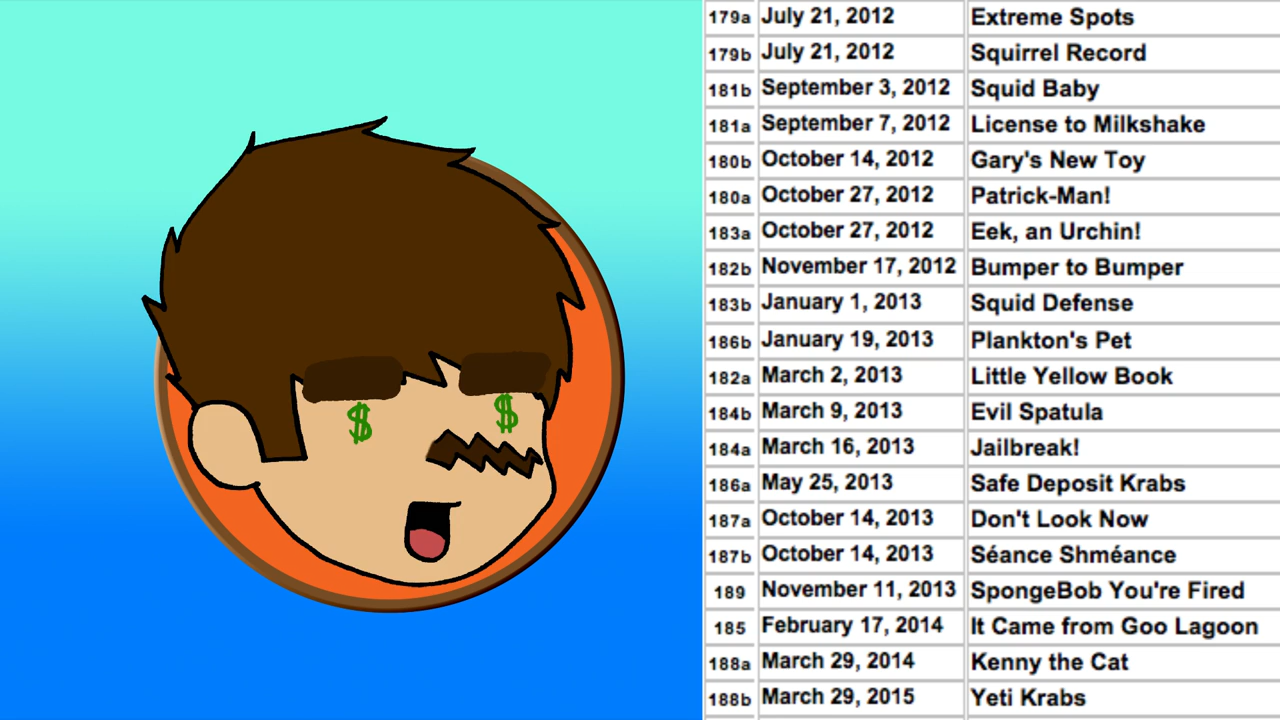 $ $
179a July 21, 2012 Extreme Spots
179b July 21, 2012 Squirrel Record
181b September 3, 2012 Squid Baby
181a September 7, 2012 License to Milkshake
180b October 14, 2012 Gary's New Toy
180a October 27, 2012 Patrick-Man!
183a October 27, 2012 Eek, an Urchin!
182b November 17, 2012 Bumper to Bumper
183b January 1, 2013 Squid Defense
186b January 19, 2013 Plankton's Pet
182a March 2, 2013 Little Yellow Book
184b March 9, 2013 Evil Spatula
184a March 16, 2013 Jailbreak!
186a May 25, 2013 Safe Deposit Krabs
187a October 14, 2013 Don't Look Now
187b October 14, 2013 Séance Shméance
189 November 11, 2013 SpongeBob You're Fired
185 February 17, 2014 It Came from Goo Lagoon
188a March 29, 2014 Kenny the Cat
188b March 29, 2015 Yeti Krabs